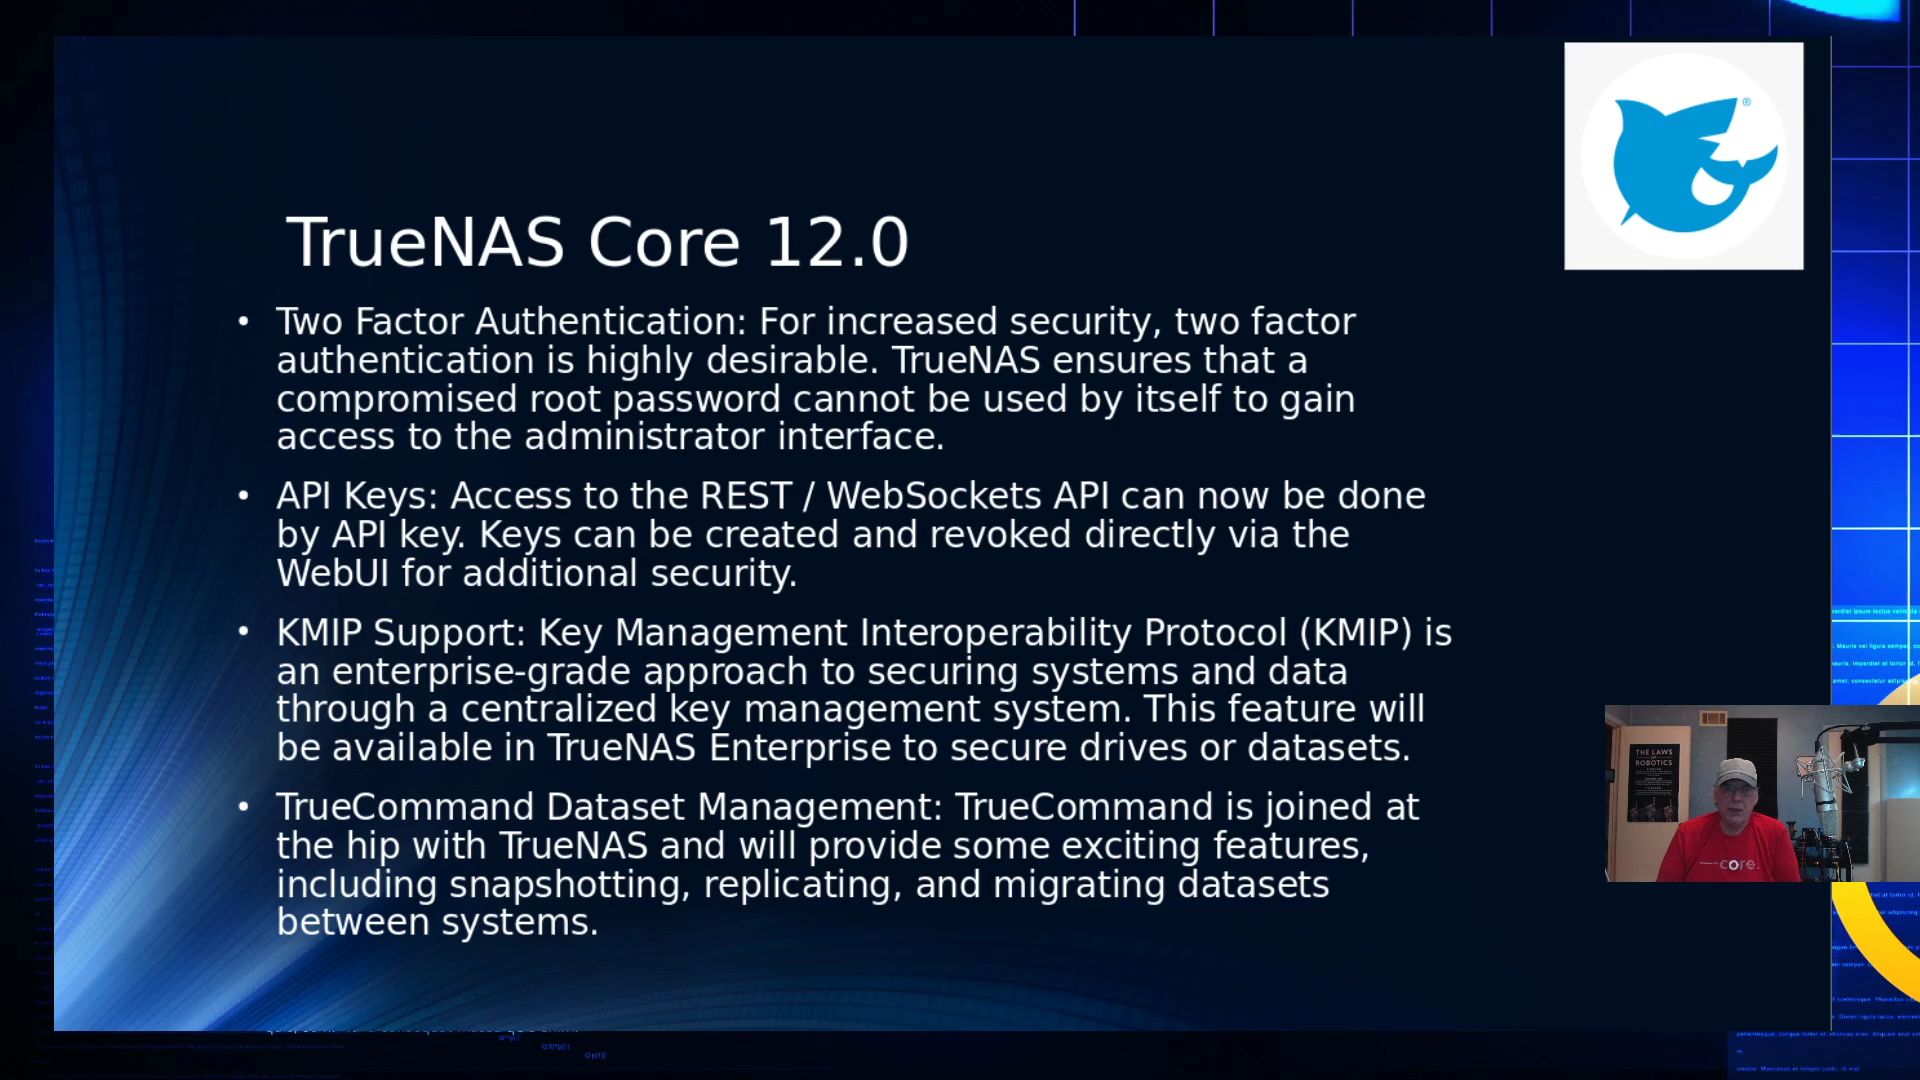 ®
TrueNAS Core 12.0
• Two Factor Authentication: For increased security, two factor
authentication is highly desirable. TrueNAS ensures that a
compromised root password cannot be used by itself to gain
access to the administrator interface.
• API Keys: Access to the REST / WebSockets API can now be done
by API key. Keys can be created and revoked directly via the
WebUI for additional security.
• KMIP Support: Key Management Interoperability Protocol (KMIP) is
an enterprise-grade approach to securing systems and data
through a centralized key management system. This feature will
be available in TrueNAS Enterprise to secure drives or datasets.
• TrueCommand Dataset Management: TrueCommand is joined at
the hip with TrueNAS and will provide some exciting features,
including snapshotting, replicating, and migrating datasets
between systems.
THE LAWS
ROBOTICS
core.